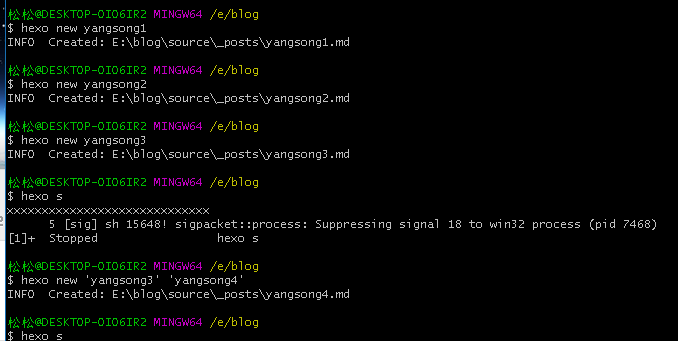 松松@DESKTOP-OIO6IR2 MINGW64 /e/blog
$ hexo new yangsong1
INFO  Created: E:\blog\source\_posts\yangsong1.md
松松@DESKTOP-OIO6IR2 MINGW64 /e/blog
$ hexo new yangsong2
INFO  Created: E:\blog\source\_posts\yangsong2.md
松松@DESKTOP-OIO6IR2 MINGW64 /e/blog
$ hexo new yangsong3
INFO  Created: E:\blog\source\_posts\yangsong3.md
松松@DESKTOP-OIO6IR2 MINGW64 /e/blog
$ hexo s
xxxxxxxxxxxxxxxxxxxxxxxxxxxxx
      5 [sig] sh 15648! sigpacket::process: Suppressing signal 18 to win32 process (pid 7468)
[1]+  Stopped                 hexo s
松松@DESKTOP-OIO6IR2 MINGW64 /e/blog
$ hexo new 'yangsong3' 'yangsong4'
INFO  Created: E:\blog\source\_posts\yangsong4.md
松松@DESKTOP-OIO6IR2 MINGW64 /e/blog
$ hexo s